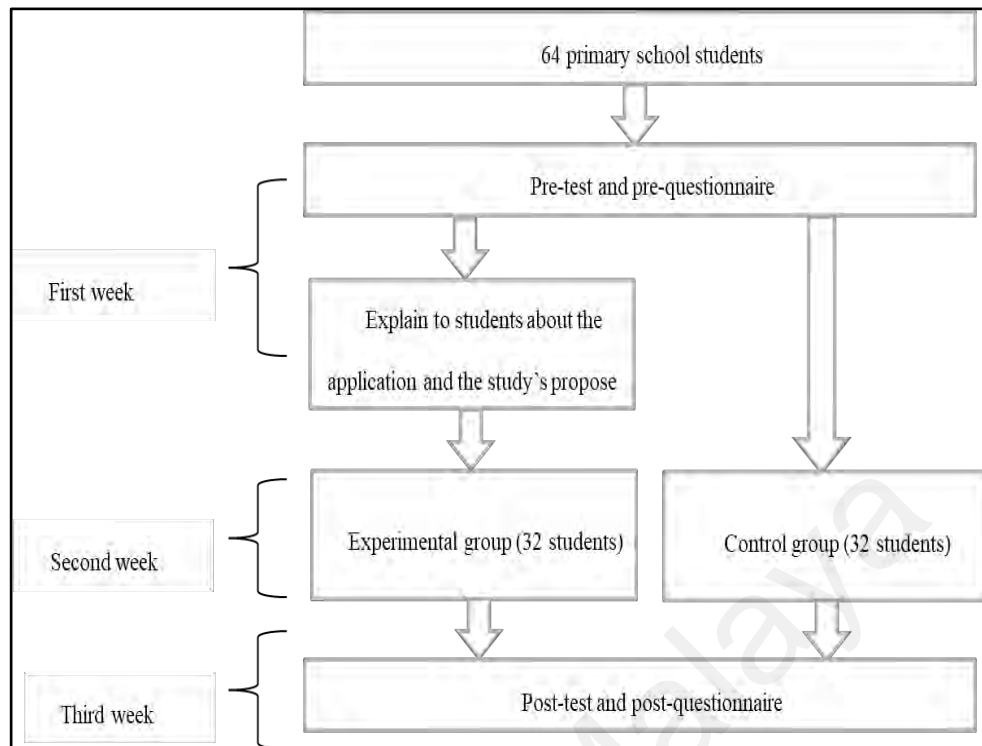 64 primary school students
Pre-test and pre-questionnaire
First week
Explain to students about the
application and the study`s propose
Second week
Experimental group (32 students)
Control group (32 students)
Third week
Post-test and post-questionnaire
Malaya